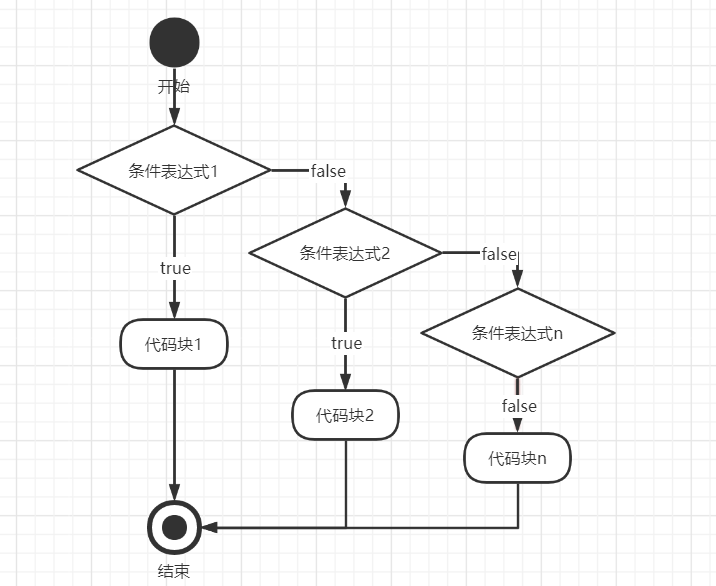 开始
条件表达式1
false
条件表达式2
false
true
条件表达式n
true
代码块1
false
代码块2
代码块n
结束